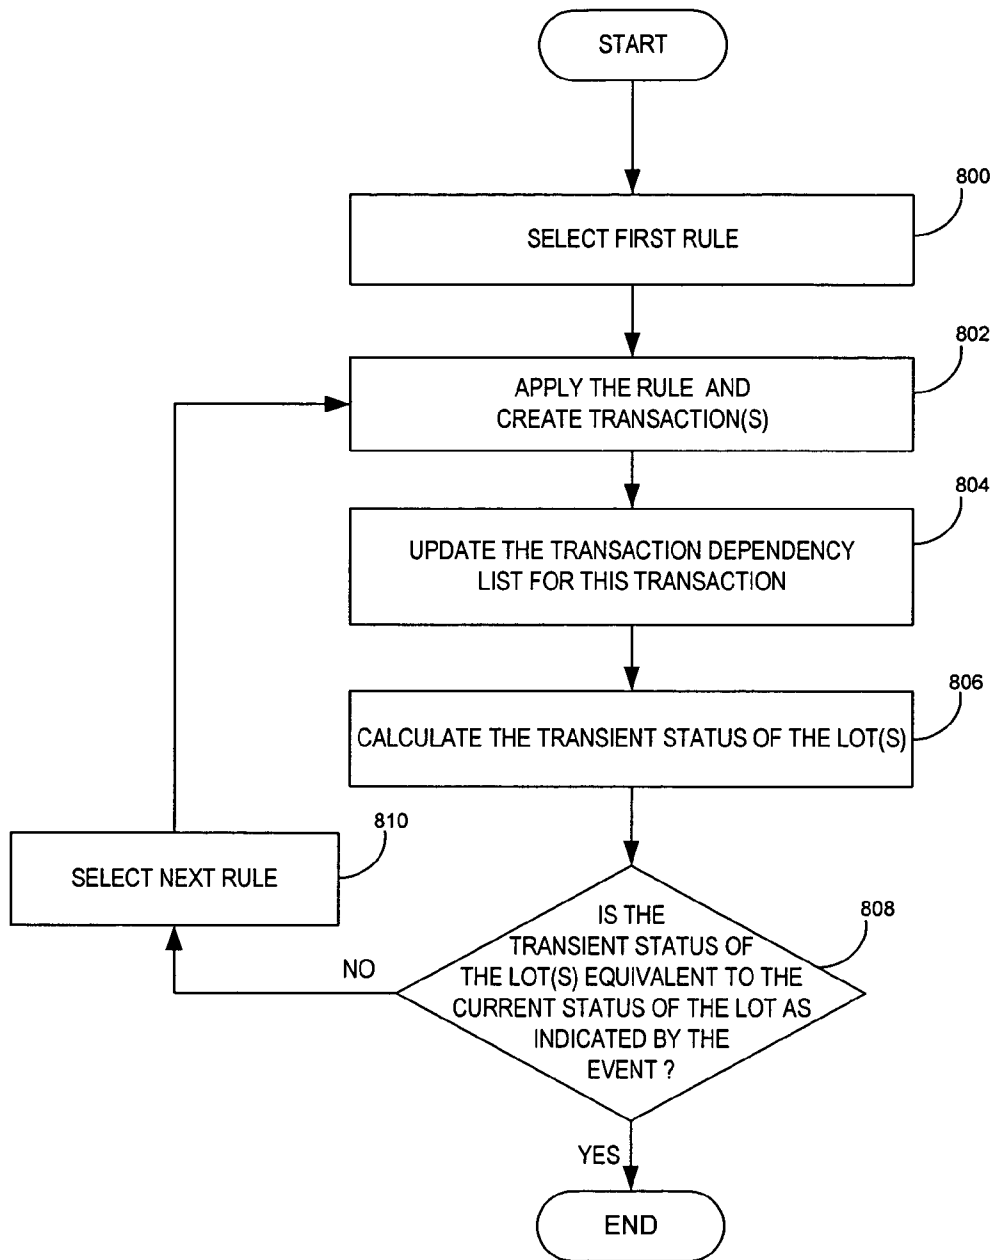 START
800
SELECT FIRST RULE
802
APPLY THE RULE AND
CREATE TRANSACTION(S)
804
UPDATE THE TRANSACTION DEPENDENCY
LIST FOR THIS TRANSACTION
806
CALCULATE THE TRANSIENT STATUS OF THE LOT(S)
810
SELECT NEXT RULE
808
IS THE
TRANSIENT STATUS OF
THE LOT(S) EQUIVALENT TO THE
CURRENT STATUS OF THE LOT AS
INDICATED BY THE
EVENT ?
NO
YES
END